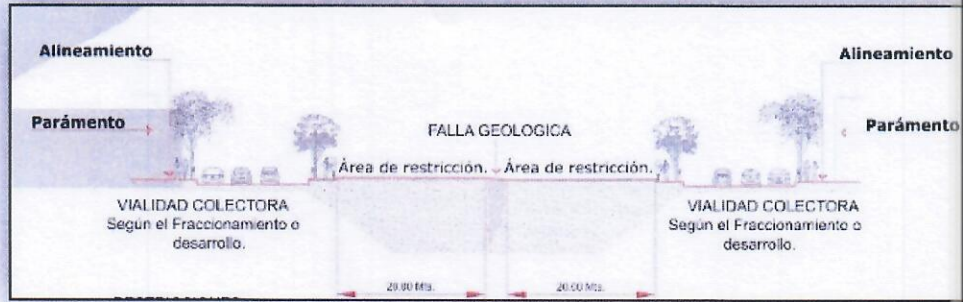 Alineamiento
Alineamiento
Parámento
Parámento
FALLA GEOLOGICA
Área de restricción. Área de restricción.
VIALIDAD COLECTORA
Según el Fraccionamiento o
desarrollo.
VIALIDAD COLECTORA
Según el Fraccionamiento o
desarrollo.
20.00 Mts. 20.00 Mts.